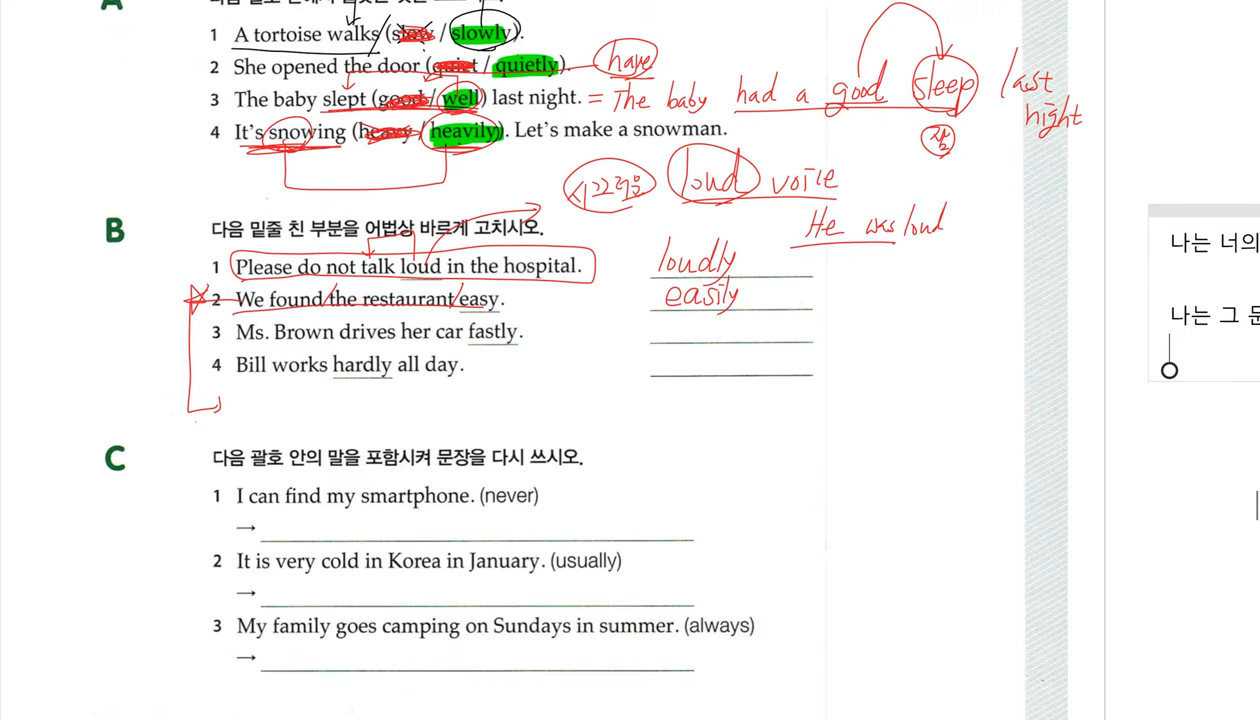 1 A tortoise walks (slow / slowly).
2 She opened the door (quiet / quietly).
have
3 The baby slept (good / well) last night. = The baby had a good sleep last night
잠
4 It's snowing (heavy / heavily). Let's make a snowman.
시끄러운 loud voice
He was loud
B 다음 밑줄 친 부분을 어법상 바르게 고치시오.
1 Please do not talk loud in the hospital. loudly
2 We found the restaurant easy. easily
3 Ms. Brown drives her car fastly.
4 Bill works hardly all day.
C 다음 괄호 안의 말을 포함시켜 문장을 다시 쓰시오.
1 I can find my smartphone. (never)
→
2 It is very cold in Korea in January. (usually)
→
3 My family goes camping on Sundays in summer. (always)
→
나는 너의
나는 그